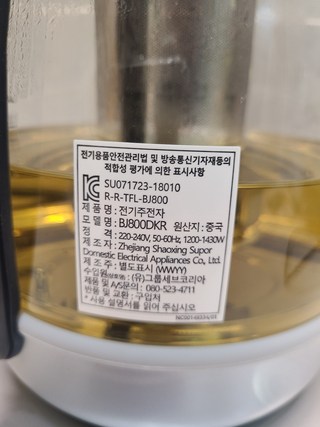 전기용품안전관리법 및 방송통신기자재등의
적합성 평가에 의한 표시사항
SU071723-18010
R-R-TFL-BJ800
제 품 명 : 전기주전자
모 델 명 : BJ800DKR 원산지 : 중국
정 격 : 220-240V, 50-60Hz, 1200-1430W
제 조 자 : Zhejiang Shaoxing Supor
Domestic Electrical Appliances Co., Ltd.
제 조 년 월 : 별도표시 (WWYY)
수입원 : (유)그룹세브코리아
제품 및 A/S문의 : 080-523-4711
반품 및 교환 : 구입처
* 사용 설명서를 읽어 주십시오